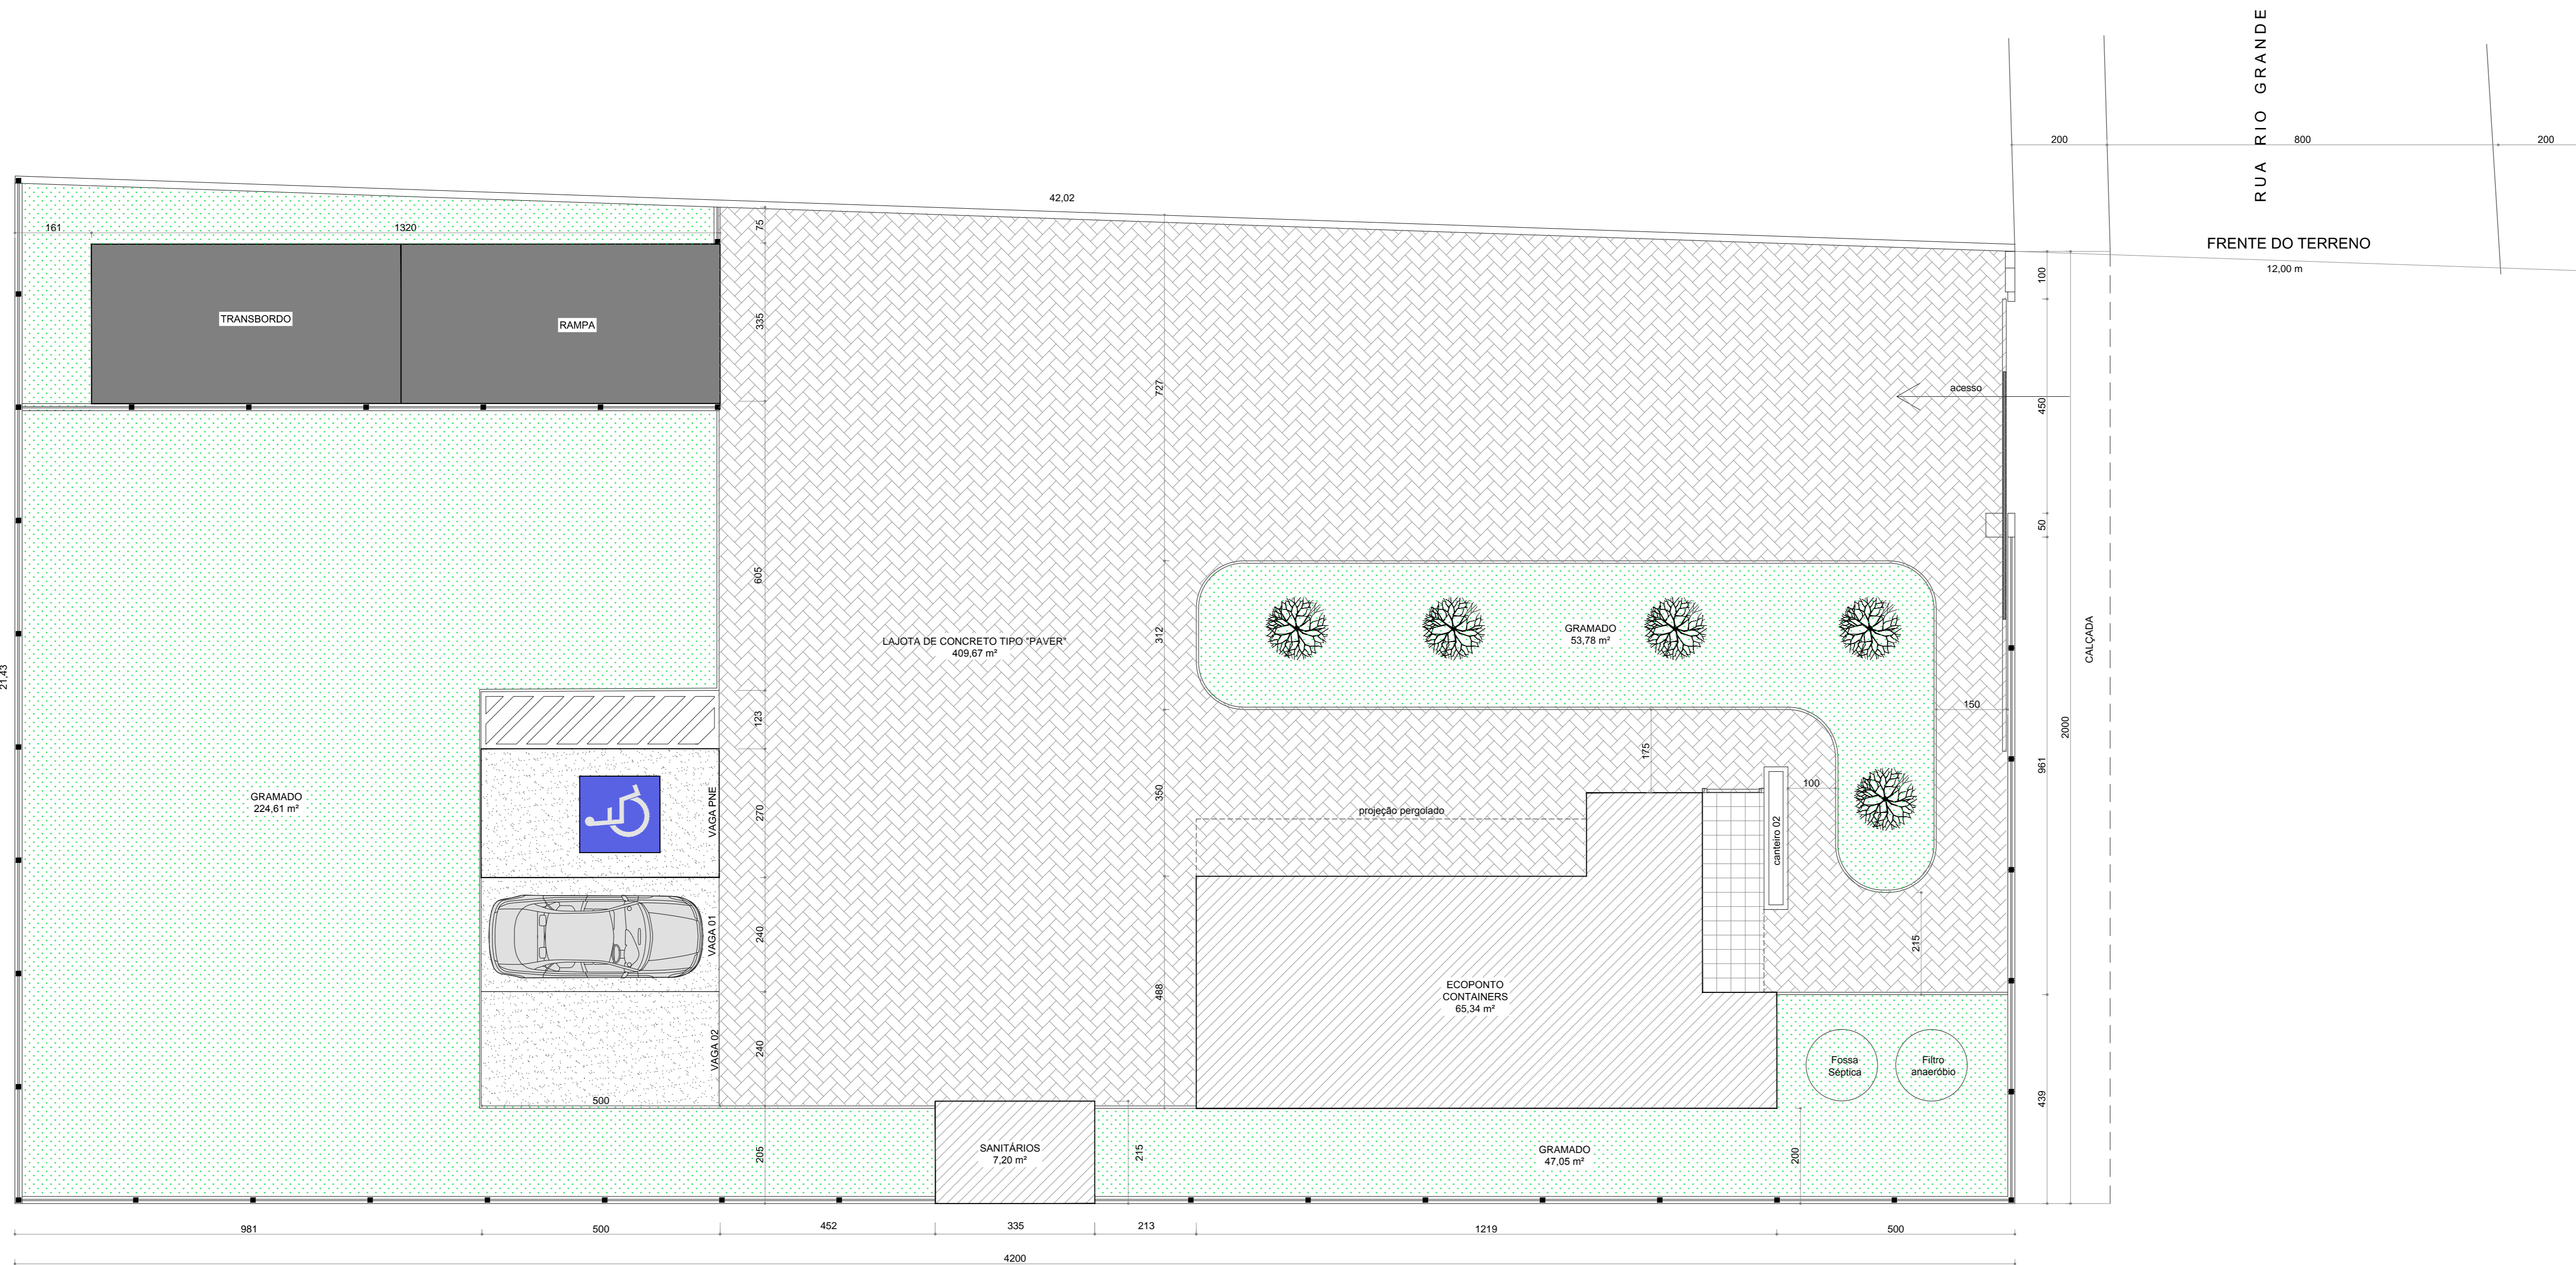 RUA RIO GRANDE
200
800
200
42,02
FRENTE DO TERRENO
12,00 m
161
1320
75
100
TRANSBORDO
RAMPA
335
727
acesso
450
50
605
312
LAJOTA DE CONCRETO TIPO "PAVER"
409,67 m²
GRAMADO
53,78 m²
CALÇADA
21,43
150
2000
123
175
961
100
350
270
VAGA PNE
GRAMADO
224,61 m²
projeção pergolado
canteiro 02
VAGA 01
240
215
488
ECOPONTO
CONTAINERS
65,34 m²
VAGA 02
240
Fossa
Séptica
Filtro
anaeróbio
500
439
205
SANITÁRIOS
7,20 m²
215
GRAMADO
47,05 m²
200
981
500
452
335
213
1219
500
4200